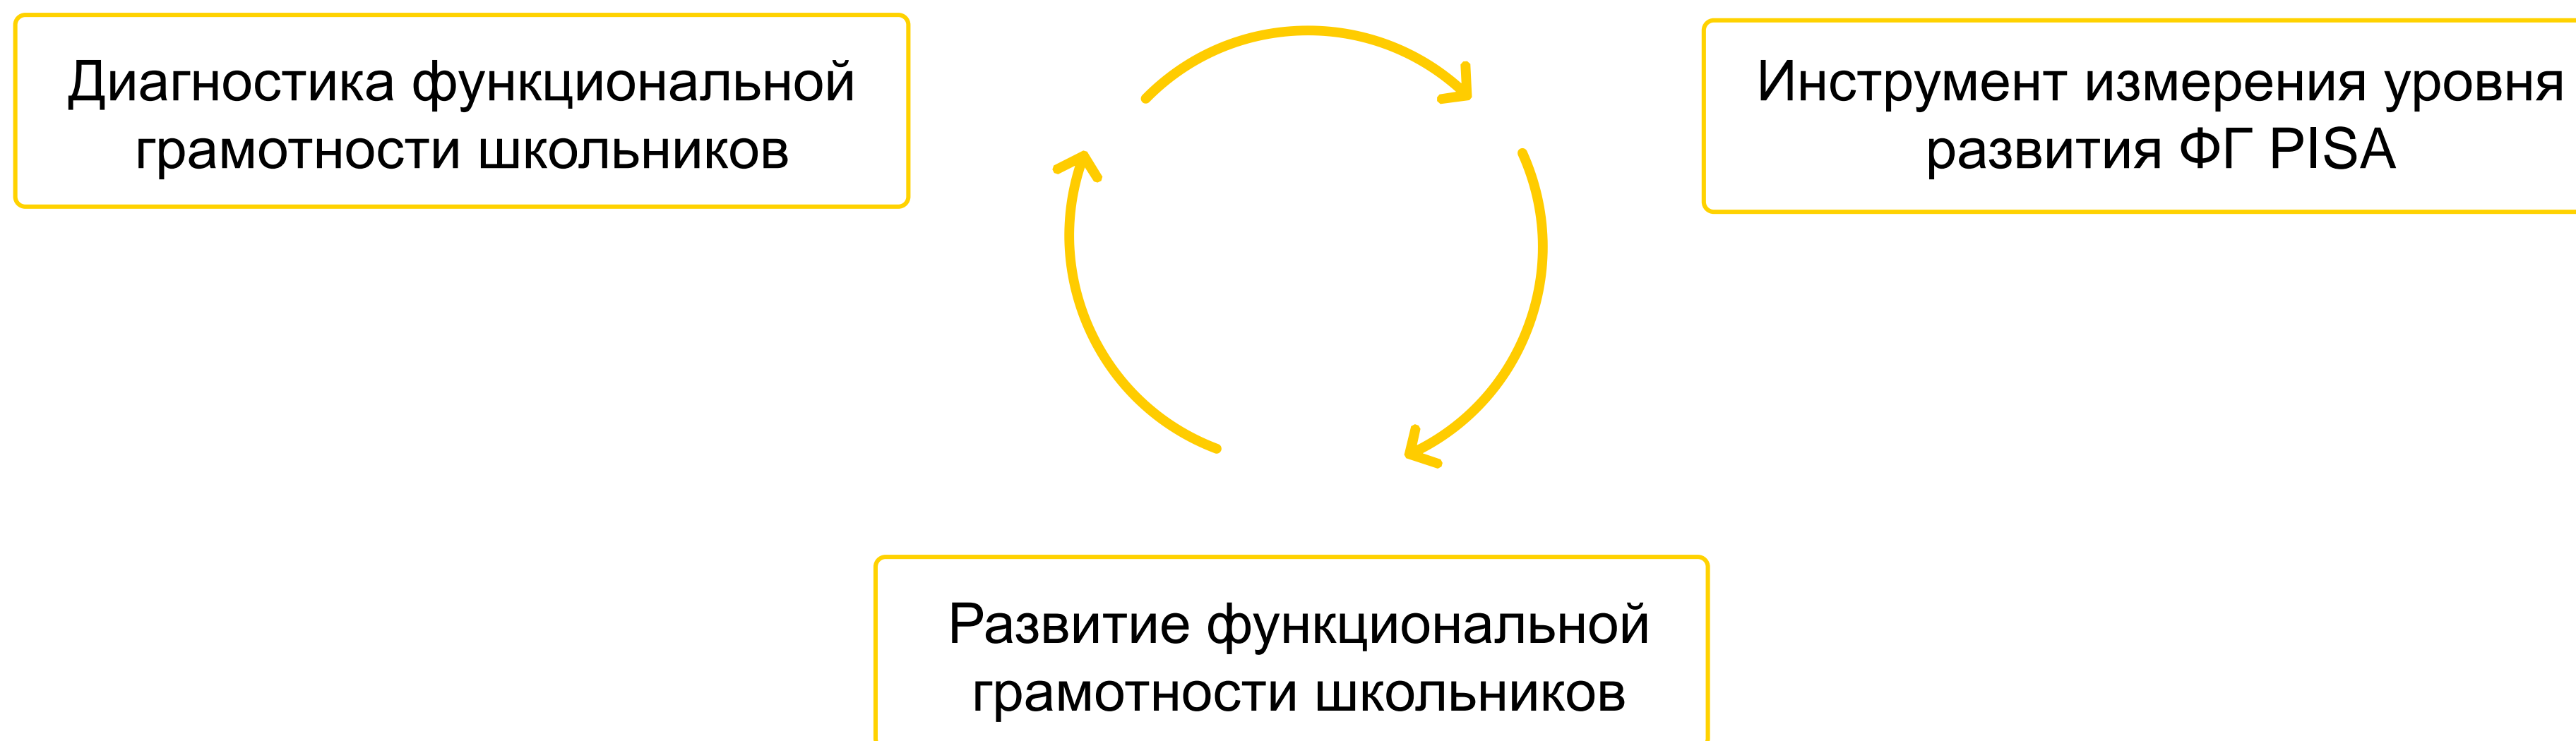 Диагностика функциональной
грамотности школьников
Инструмент измерения уровня
развития ФГ PISA
Развитие функциональной
грамотности школьников